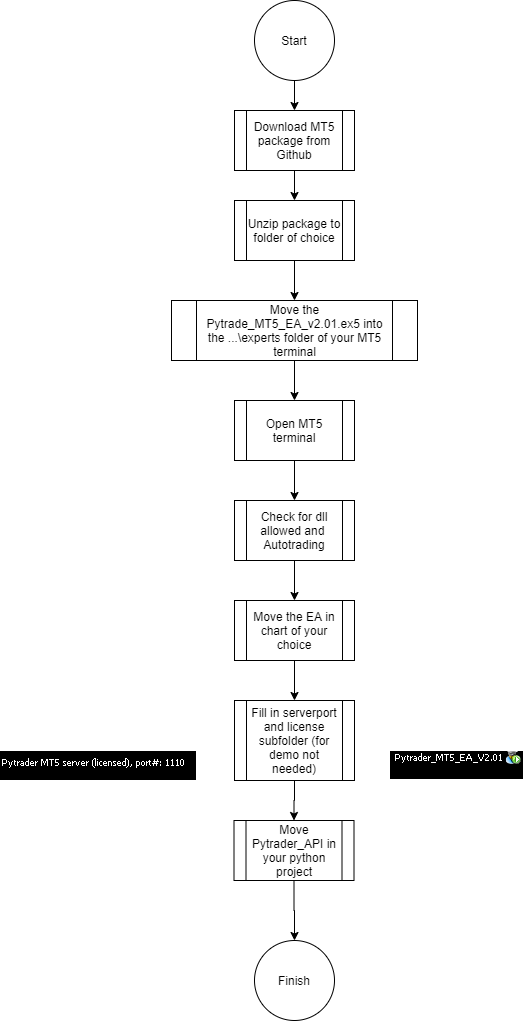 Start
Download MT5
package from
Github
Unzip package to
folder of choice
Move the
Pytrade_MT5_EA_v2.01.ex5 into
the ...\experts folder of your MT5
terminal
Open MT5
terminal
Check for dll
allowed and
Autotrading
Move the EA in
chart of your
choice
Fill in serverport
and license
subfolder (for
demo not
needed)
Pytrader MT5 server (licensed), port#: 1110
Pytrader_MT5_EA_V2.01
Move
Pytrader_API in
your python
project
Finish